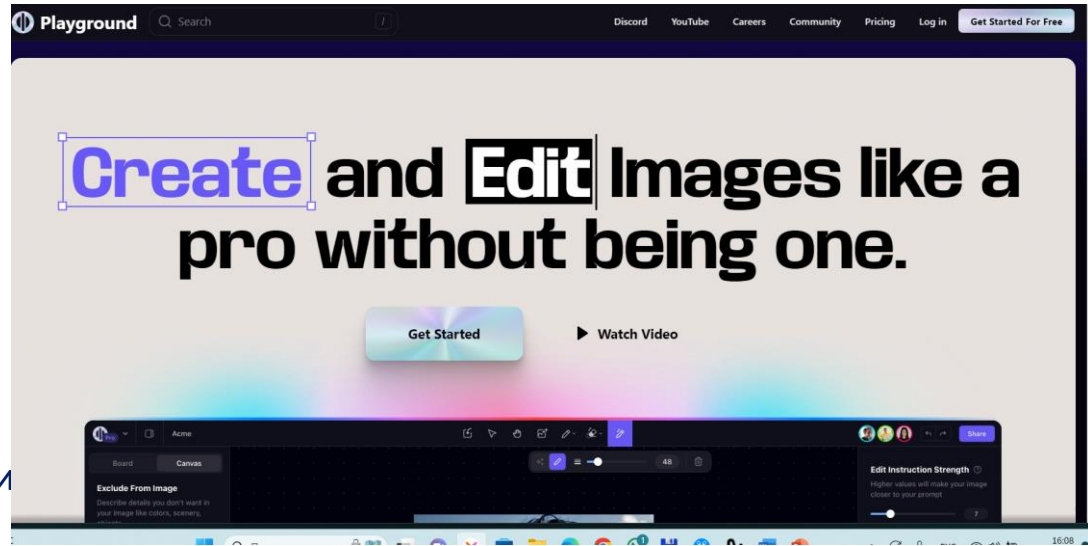 Playground
Search
/
Discord YouTube Careers Community Pricing Log in Get Started For Free
Create and Edit Images like a
pro without being one.
Get Started
Watch Video
Pro
Acme
Share
Board Canvas
48
Exclude From Image
Describe details you don't want in
your image like colors, scenery,
Edit Instruction Strength
Higher values will make your image
closer to your prompt
7
16:08